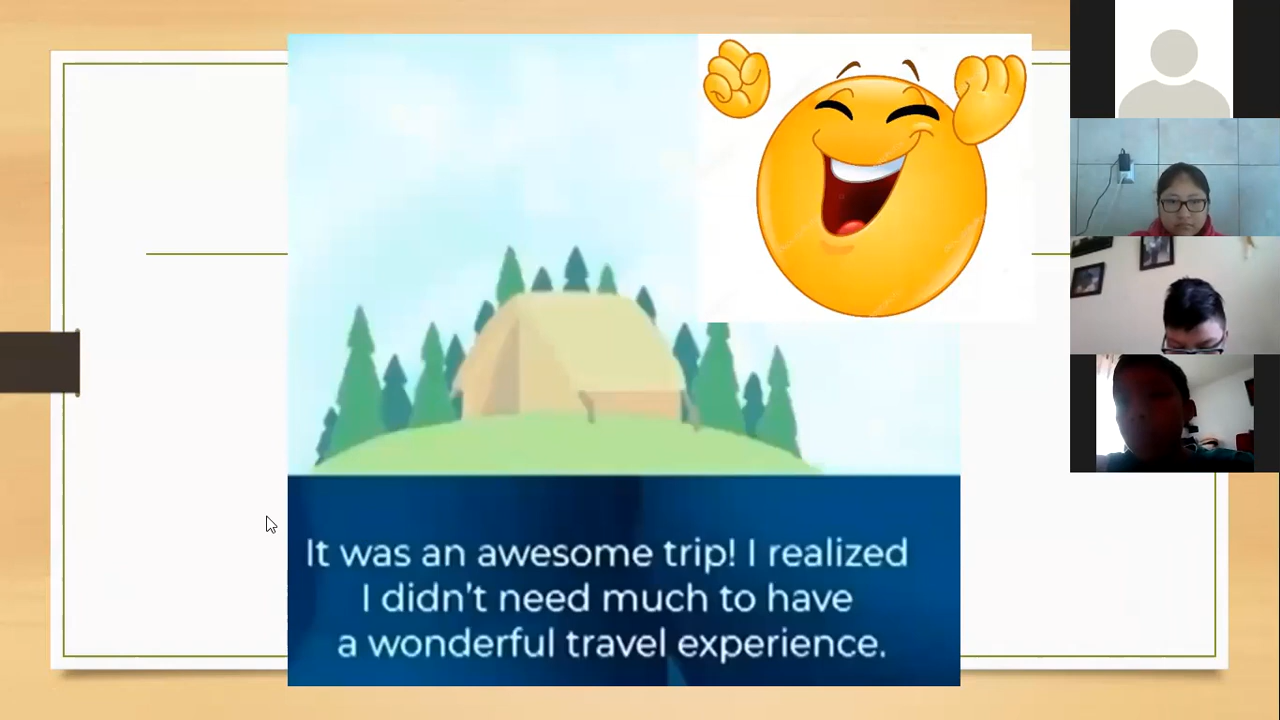 It was an awesome trip! I realized
I didn't need much to have
a wonderful travel experience.